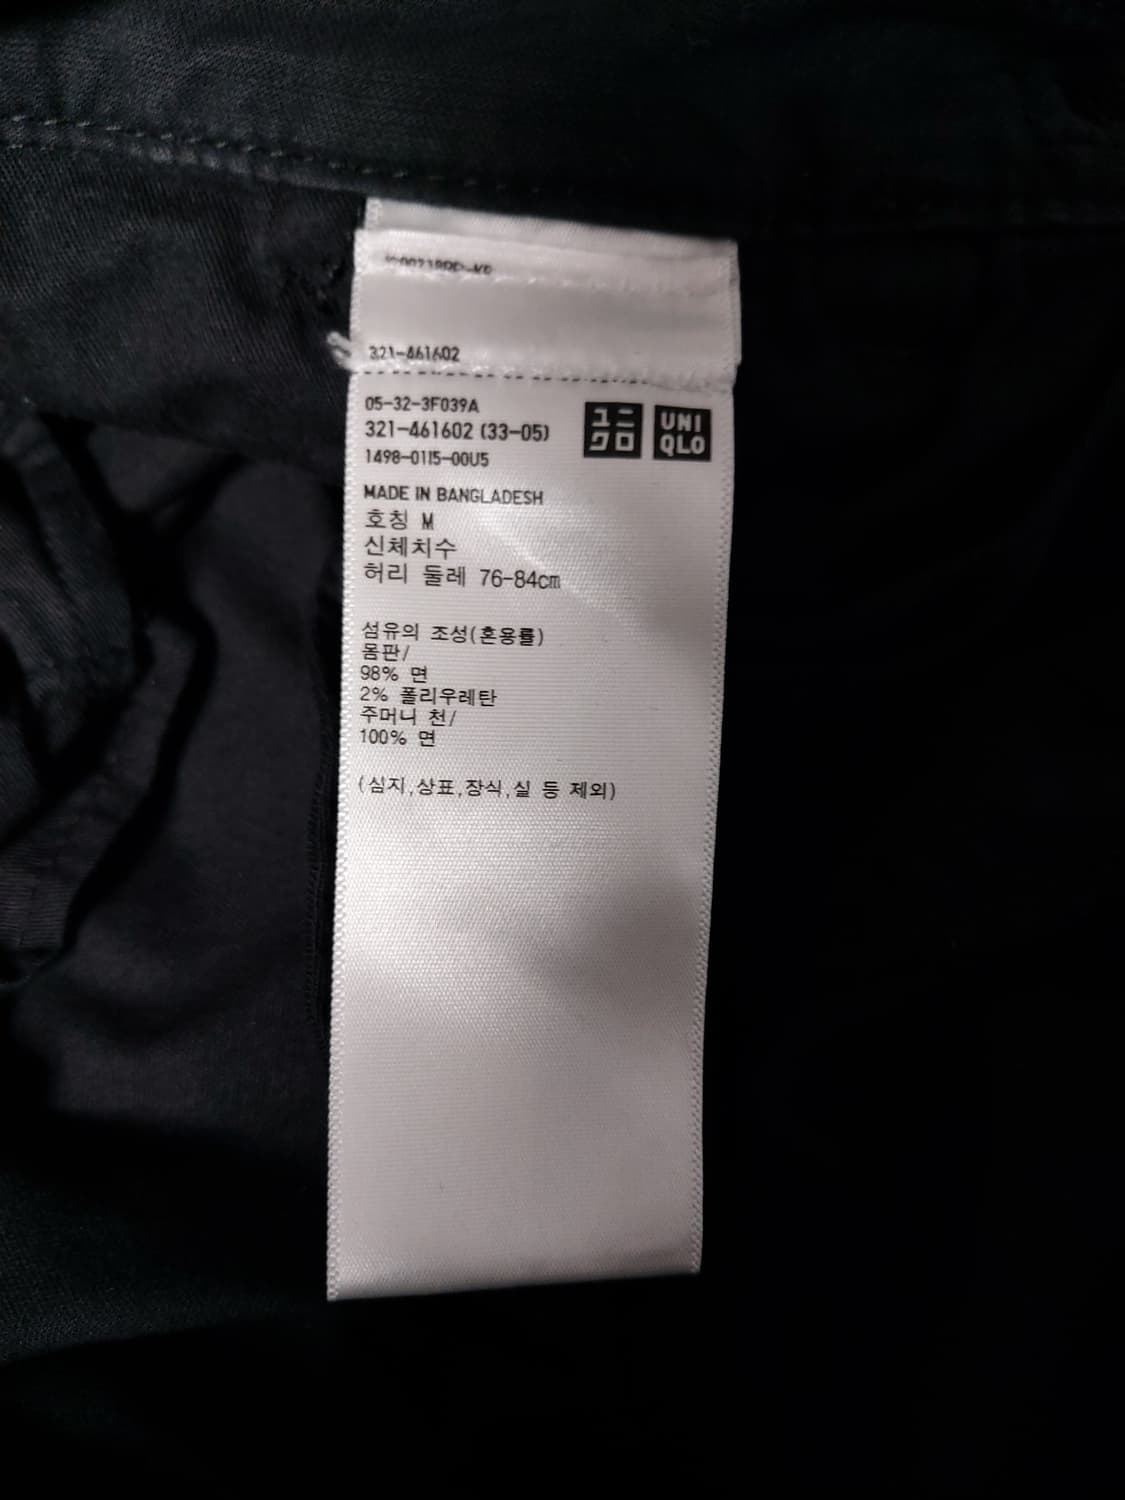 321-461602
05-32-3F039A
321-461602 (33-05)
1498-0115-00U5
ユニ
クロ
UNI
QLO
MADE IN BANGLADESH
호칭 M
신체치수
허리 둘레 76-84cm
섬유의 조성(혼용률)
몸판/
98% 면
2% 폴리우레탄
주머니 천/
100% 면
(심지,상표,장식,실 등 제외)